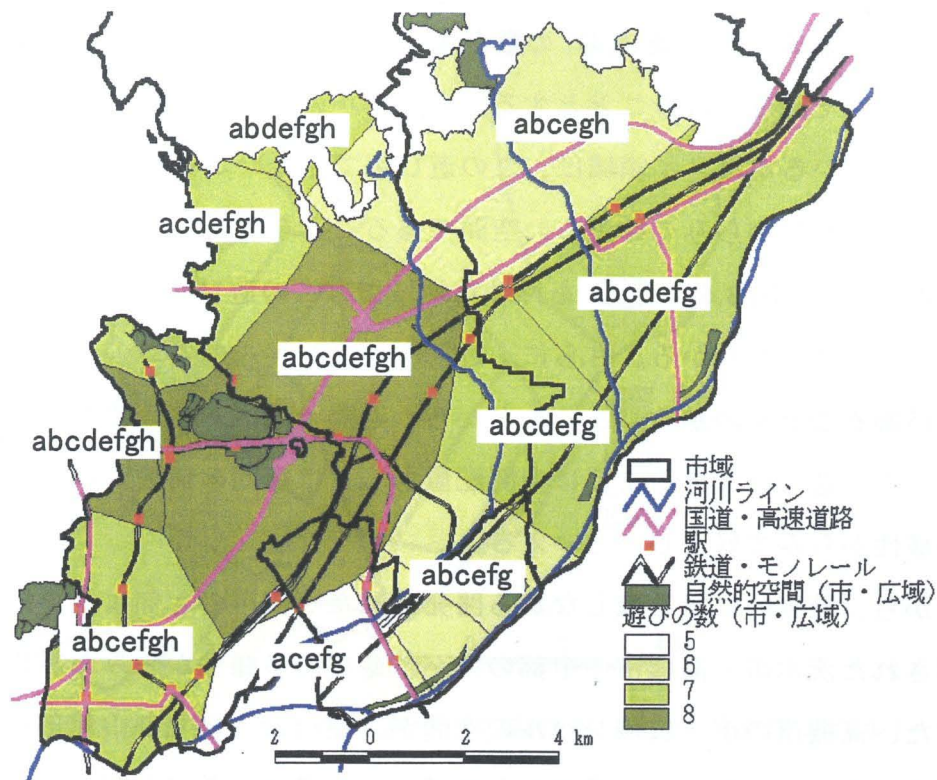 abdefgh
abcegh
acdefgh
abcdefg
abcdefgh
abcdefg
abcdefgh
abcefg
abcefgh
acefg
市域
河川ライン
国道・高速道路
駅
鉄道・モノレール
自然的空間（市・広域）
遊びの数（市・広域）
5
6
7
8
2 0 2 4 km